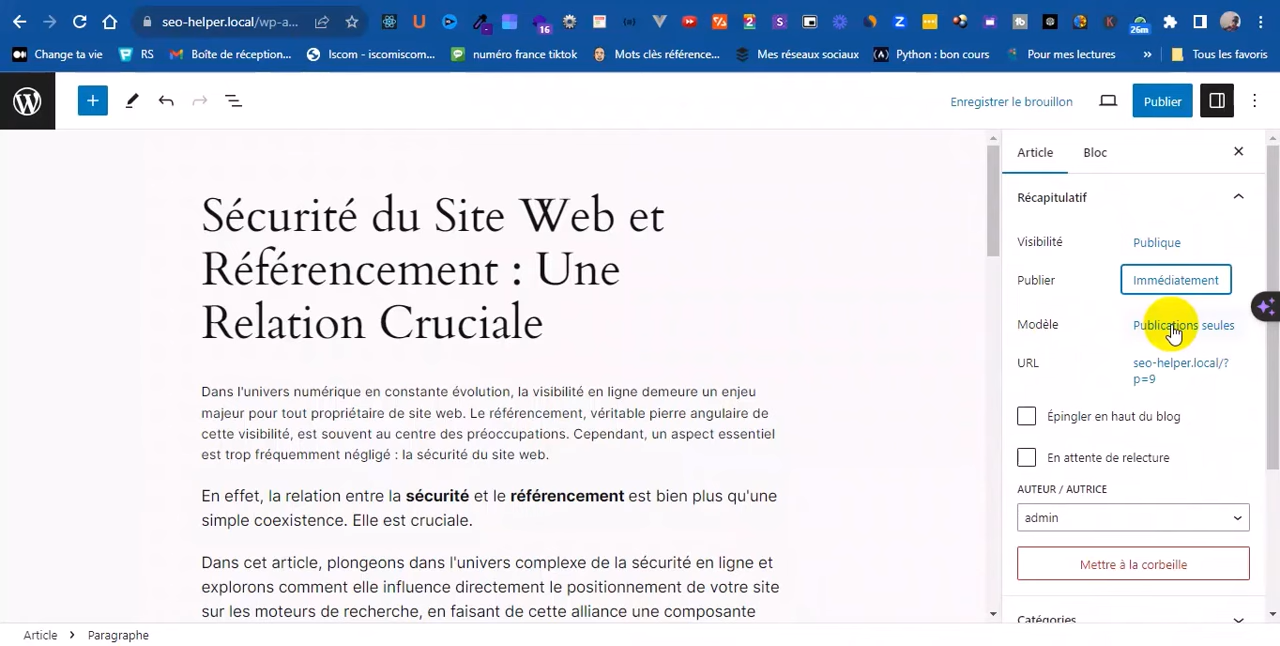 seo-helper.local/wp-a...
16
26m
Change ta vie
RS
Boîte de réception...
Iscom - iscomiscom...
numéro france tiktok
Mots clés référence...
Mes réseaux sociaux
Python : bon cours
Pour mes lectures
»
Tous les favoris
Enregistrer le brouillon
Publier
Article
Bloc
Récapitulatif
Visibilité
Publique
Publier
Immédiatement
Modèle
Publications seules
URL
seo-helper.local/?
p=9
Épingler en haut du blog
En attente de relecture
AUTEUR / AUTRICE
admin
Mettre à la corbeille
Catégories
Sécurité du Site Web et
Référencement : Une
Relation Cruciale
Dans l'univers numérique en constante évolution, la visibilité en ligne demeure un enjeu
majeur pour tout propriétaire de site web. Le référencement, véritable pierre angulaire de
cette visibilité, est souvent au centre des préoccupations. Cependant, un aspect essentiel
est trop fréquemment négligé : la sécurité du site web.
En effet, la relation entre la sécurité et le référencement est bien plus qu'une
simple coexistence. Elle est cruciale.
Dans cet article, plongeons dans l'univers complexe de la sécurité en ligne et
explorons comment elle influence directement le positionnement de votre site
sur les moteurs de recherche, en faisant de cette alliance une composante
Article > Paragraphe